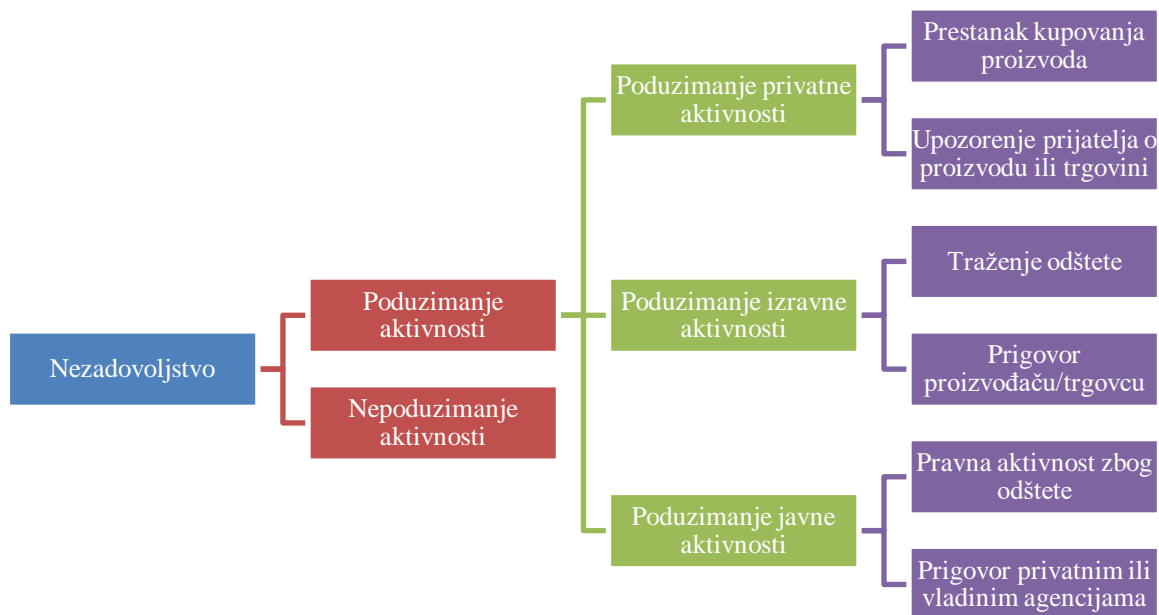 Prestanak kupovanja
proizvoda
Poduzimanje privatne
aktivnosti
Upozorenje prijatelja o
proizvodu ili trgovini
Traženje odštete
Poduzimanje
aktivnosti
Poduzimanje izravne
aktivnosti
Nezadovoljstvo
Prigovor
proizvođaču/trgovcu
Nepoduzimanje
aktivnosti
Pravna aktivnost zbog
odštete
Poduzimanje javne
aktivnosti
Prigovor privatnim ili
vladinim agencijama